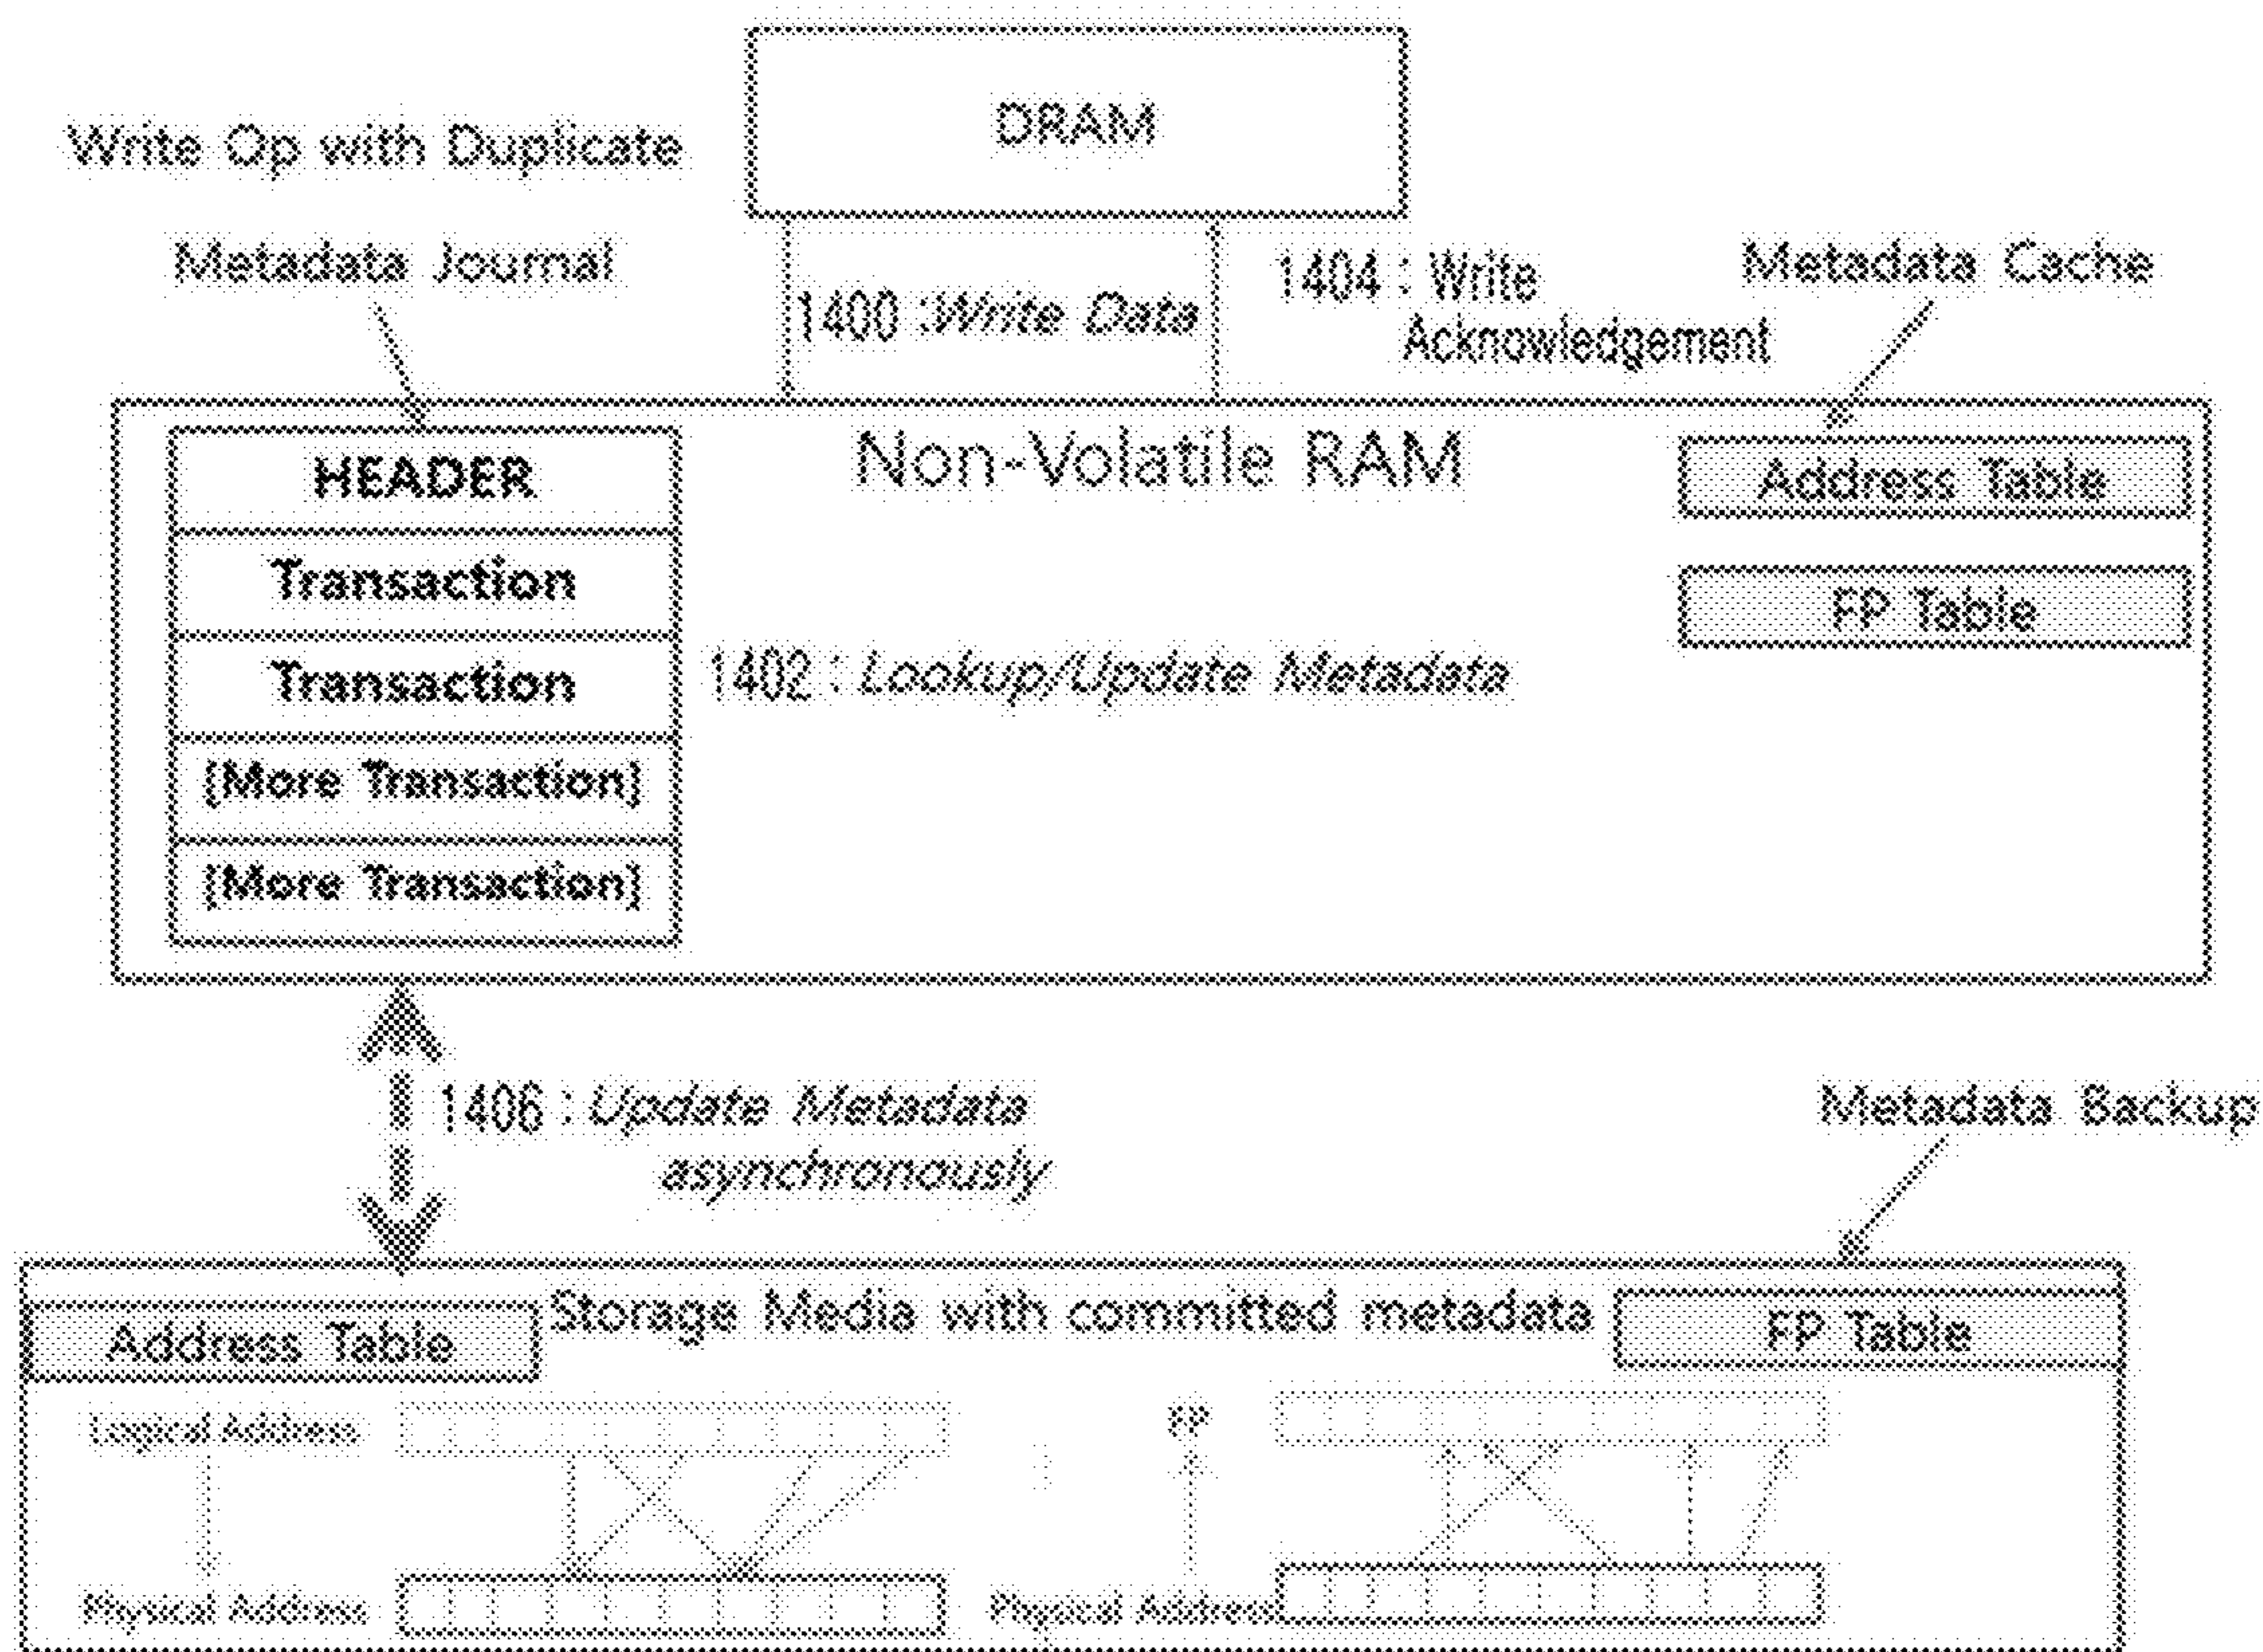 DRAM
Write Op with Duplicate
Metadata Journal
1400 : Write Data
1404 : Write
Acknowledgement
Metadata Cache
HEADER
Transaction
Transaction
[More Transaction]
[More Transaction]
Non-Volatile RAM
Address Table
FP Table
1402 : Lookup/Update Metadata
1406 : Update Metadata
asynchronously
Metadata Backup
Address Table
Storage Media with committed metadata
FP Table
Logical Address
Physical Address
FP
Physical Address